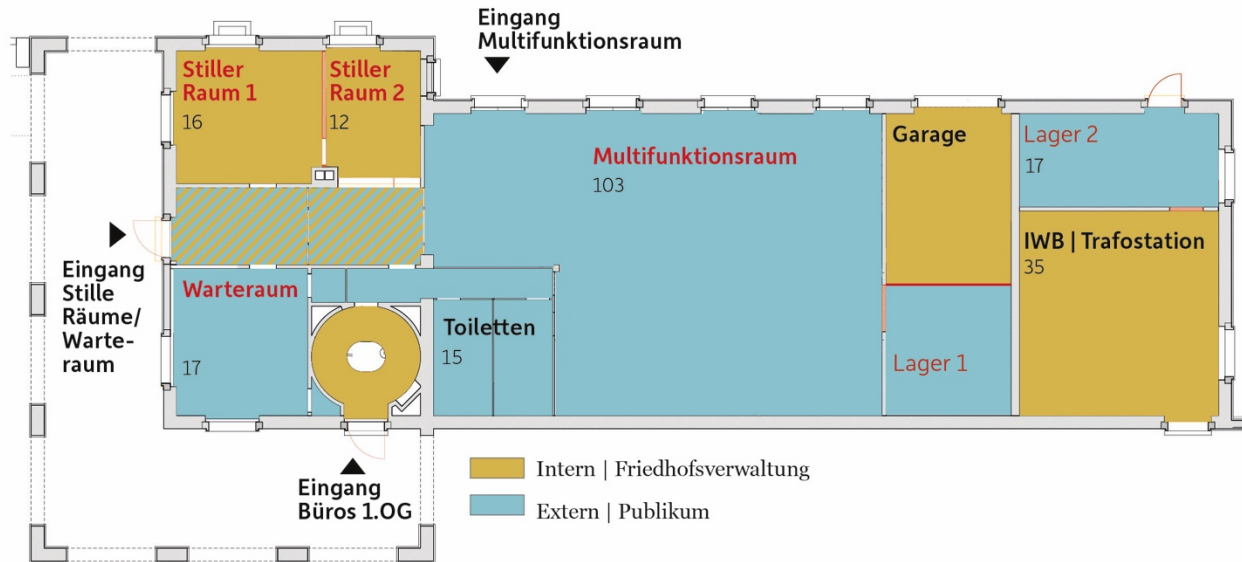 Eingang
Multifunktionsraum
Stiller
Raum 1
16
Stiller
Raum 2
12
Multifunktionsraum
103
Garage
Lager 2
17
IWB | Trafostation
35
Eingang
Stille
Räume/
Warte-
raum
Warteraum
17
Toiletten
15
Lager 1
Eingang
Büros 1.OG
Intern | Friedhofsverwaltung
Extern | Publikum